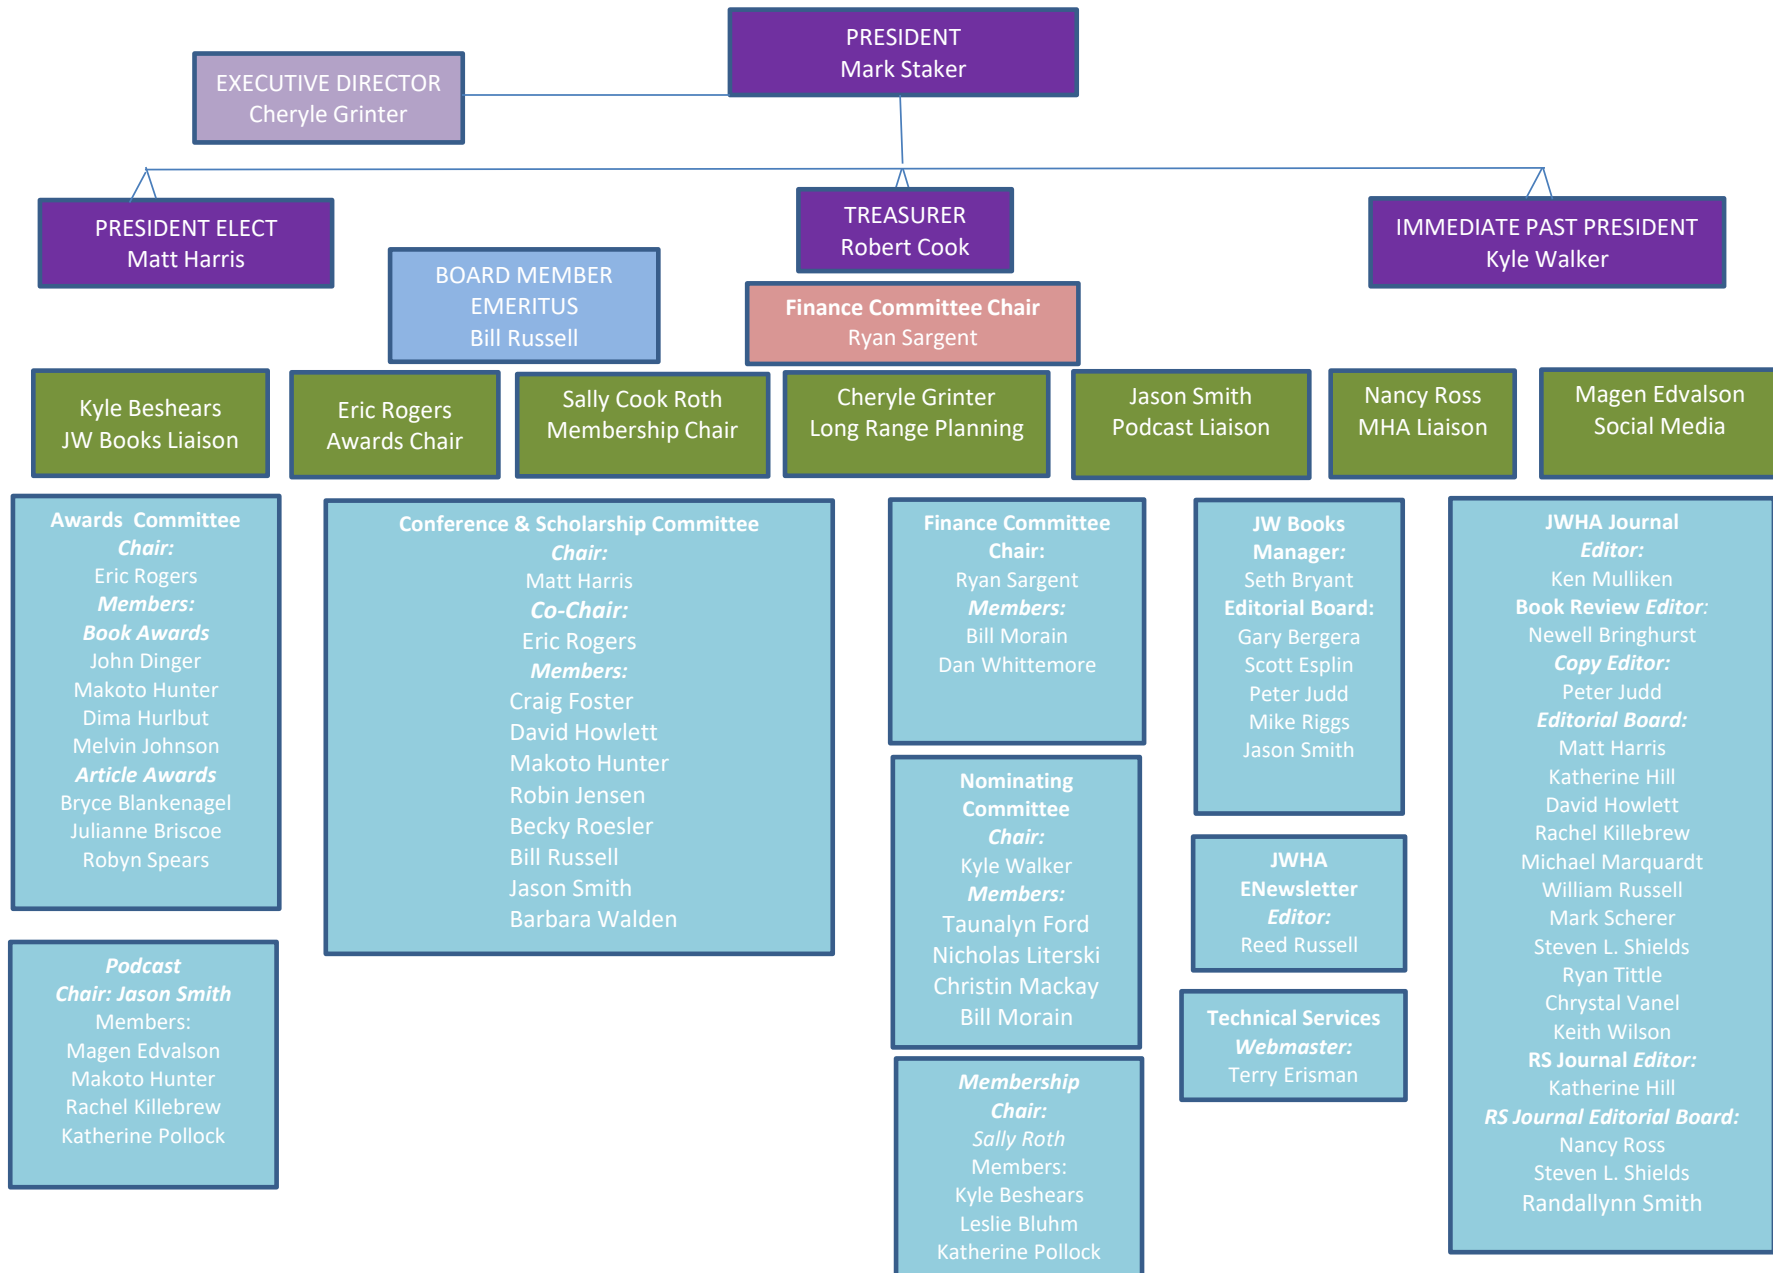 PRESIDENT
Mark Staker
EXECUTIVE DIRECTOR
Cheryle Grinter
PRESIDENT ELECT
Matt Harris
TREASURER
Robert Cook
IMMEDIATE PAST PRESIDENT
Kyle Walker
BOARD MEMBER
EMERITUS
Bill Russell
Finance Committee Chair
Ryan Sargent
Kyle Beshears
JW Books Liaison
Eric Rogers
Awards Chair
Sally Cook Roth
Membership Chair
Cheryle Grinter
Long Range Planning
Jason Smith
Podcast Liaison
Nancy Ross
MHA Liaison
Magen Edvalson
Social Media
Awards  Committee
Chair:
Eric Rogers
Members:
Book Awards
John Dinger
Makoto Hunter
Dima Hurlbut
Melvin Johnson
Article Awards
Bryce Blankenagel
Julianne Briscoe
Robyn Spears
Podcast
Chair: Jason Smith
Members:
Magen Edvalson
Makoto Hunter
Rachel Killebrew
Katherine Pollock
Conference & Scholarship Committee
Chair:
Matt Harris
Co-Chair:
Eric Rogers
Members:
Craig Foster
David Howlett
Makoto Hunter
Robin Jensen
Becky Roesler
Bill Russell
Jason Smith
Barbara Walden
Finance Committee
Chair:
Ryan Sargent
Members:
Bill Morain
Dan Whittemore
Nominating
Committee
Chair:
Kyle Walker
Members:
Taunalyn Ford
Nicholas Literski
Christin Mackay
Bill Morain
Membership
Chair:
Sally Roth
Members:
Kyle Beshears
Leslie Bluhm
Katherine Pollock
JW Books
Manager:
Seth Bryant
Editorial Board:
Gary Bergera
Scott Esplin
Peter Judd
Mike Riggs
Jason Smith
JWHA
ENewsletter
Editor:
Reed Russell
Technical Services
Webmaster:
Terry Erisman
JWHA Journal
Editor:
Ken Mulliken
Book Review Editor:
Newell Bringhurst
Copy Editor:
Peter Judd
Editorial Board:
Matt Harris
Katherine Hill
David Howlett
Rachel Killebrew
Michael Marquardt
William Russell
Mark Scherer
Steven L. Shields
Ryan Tittle
Chrystal Vanel
Keith Wilson
RS Journal Editor:
Katherine Hill
RS Journal Editorial Board:
Nancy Ross
Steven L. Shields
Randallynn Smith